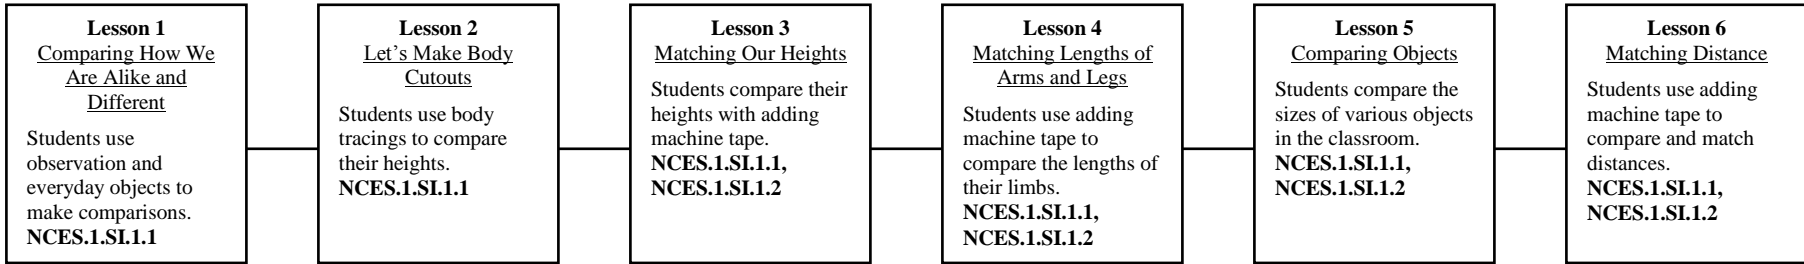 Lesson 1
Comparing How We
Are Alike and
Different
Students use
observation and
everyday objects to
make comparisons.
NCES.1.SI.1.1
Lesson 2
Let’s Make Body
Cutouts
Students use body
tracings to compare
their heights.
NCES.1.SI.1.1
Lesson 3
Matching Our Heights
Students compare their
heights with adding
machine tape.
NCES.1.SI.1.1,
NCES.1.SI.1.2
Lesson 4
Matching Lengths of
Arms and Legs
Students use adding
machine tape to
compare the lengths of
their limbs.
NCES.1.SI.1.1,
NCES.1.SI.1.2
Lesson 5
Comparing Objects
Students compare the
sizes of various objects
in the classroom.
NCES.1.SI.1.1,
NCES.1.SI.1.2
Lesson 6
Matching Distance
Students use adding
machine tape to
compare and match
distances.
NCES.1.SI.1.1,
NCES.1.SI.1.2